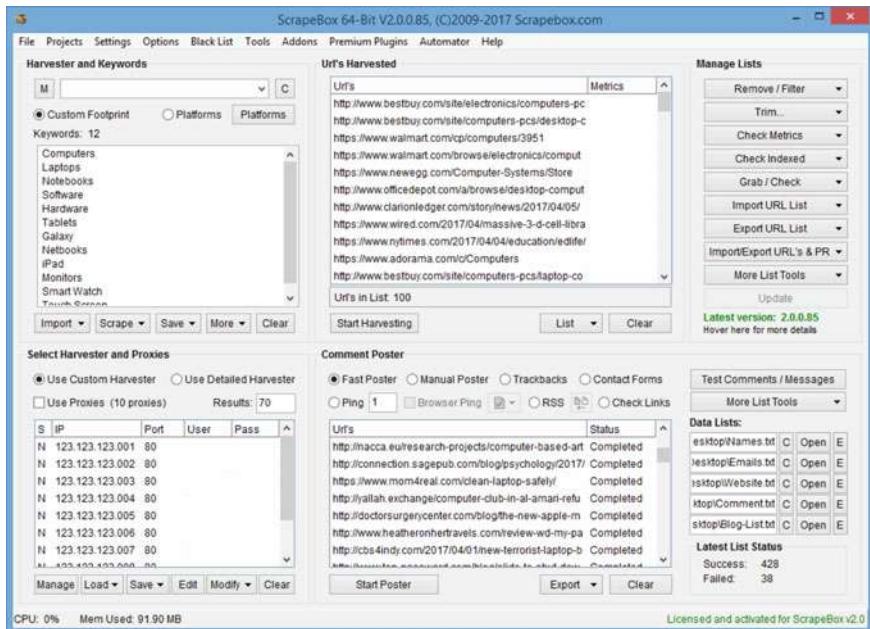 ScrapeBox 64-Bit V2.0.0.85, (C)2009-2017 Scrapebox.com
File Projects Settings Options Black List Tools Addons Premium Plugins Automator Help
Harvester and Keywords
M C
Custom Footprint Platforms Platforms
Keywords: 12
Computers
Laptops
Notebooks
Software
Hardware
Tablets
Galaxy
Netbooks
iPad
Monitors
Smart Watch
Touch Screen
Import Scrape Save More Clear
Url's Harvested
Url's Metrics
http://www.bestbuy.com/site/electronics/computers-pc
http://www.bestbuy.com/site/computers-pcs/desktop-c
https://www.walmart.com/cp/computers/3951
https://www.walmart.com/browse/electronics/comput
https://www.newegg.com/Computer-Systems/Store
http://www.officedepot.com/a/browse/desktop-comput
http://www.clarionledger.com/story/news/2017/04/05/
https://www.wired.com/2017/04/massive-3-d-cell-libra
https://www.nytimes.com/2017/04/04/education/edlife/
https://www.adorama.com/c/Computers
http://www.bestbuy.com/site/computers-pcs/laptop-co
Url's in List: 100
Start Harvesting List Clear
Manage Lists
Remove / Filter
Trim...
Check Metrics
Check Indexed
Grab / Check
Import URL List
Export URL List
Import/Export URL's & PR
More List Tools
Update
Latest version: 2.0.0.85
Hover here for more details
Select Harvester and Proxies
Use Custom Harvester Use Detailed Harvester
Use Proxies (10 proxies) Results: 70
S IP Port User Pass
N 123.123.123.001 80
N 123.123.123.002 80
N 123.123.123.003 80
N 123.123.123.004 80
N 123.123.123.005 80
N 123.123.123.006 80
N 123.123.123.007 80
N 123.123.123.008 80
Manage Load Save Edit Modify Clear
Comment Poster
Fast Poster Manual Poster Trackbacks Contact Forms
Ping 1 Browser Ping RSS Check Links
Url's Status
http://nacca.eu/research-projects/computer-based-art Completed
http://connection.sagepub.com/blog/psychology/2017/ Completed
https://www.mom4real.com/clean-laptop-safely/ Completed
http://yallah.exchange/computer-club-in-al-amari-refu Completed
http://doctorsurgerycenter.com/blog/the-new-apple-m Completed
http://www.heatheronhertravels.com/review-wd-my-pa Completed
http://cbs4indy.com/2017/04/01/new-terrorist-laptop-b Completed
Start Poster Export Clear
Test Comments / Messages
More List Tools
Data Lists:
esktop\Names.txt C Open E
esktop\Emails.txt C Open E
esktop\Website.txt C Open E
ktop\Comment.txt C Open E
sktop\Blog-List.txt C Open E
Latest List Status
Success: 428
Failed: 38
CPU: 0% Mem Used: 91.90 MB
Licensed and activated for ScrapeBox v2.0